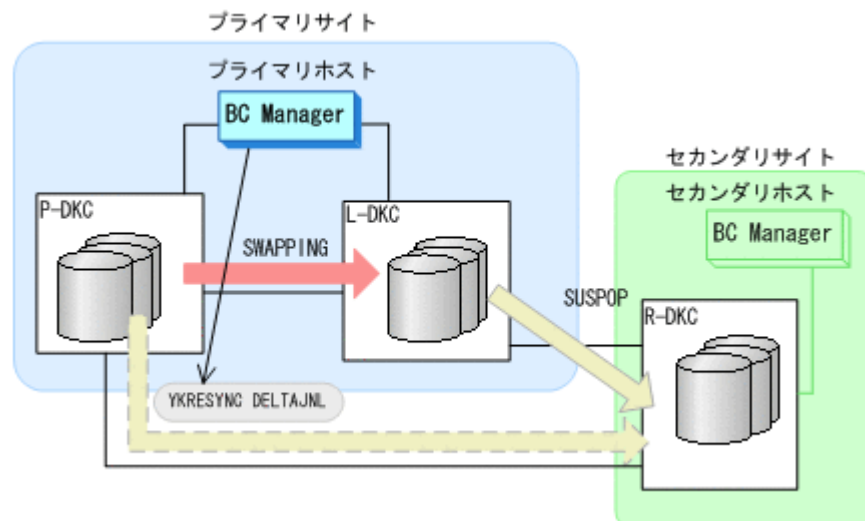 プライマリサイト
プライマリホスト
BC Manager
セカンダリサイト
セカンダリホスト
BC Manager
P-DKC
L-DKC
SWAPPING
SUSPOP
R-DKC
YKRESYNC DELTAJNL